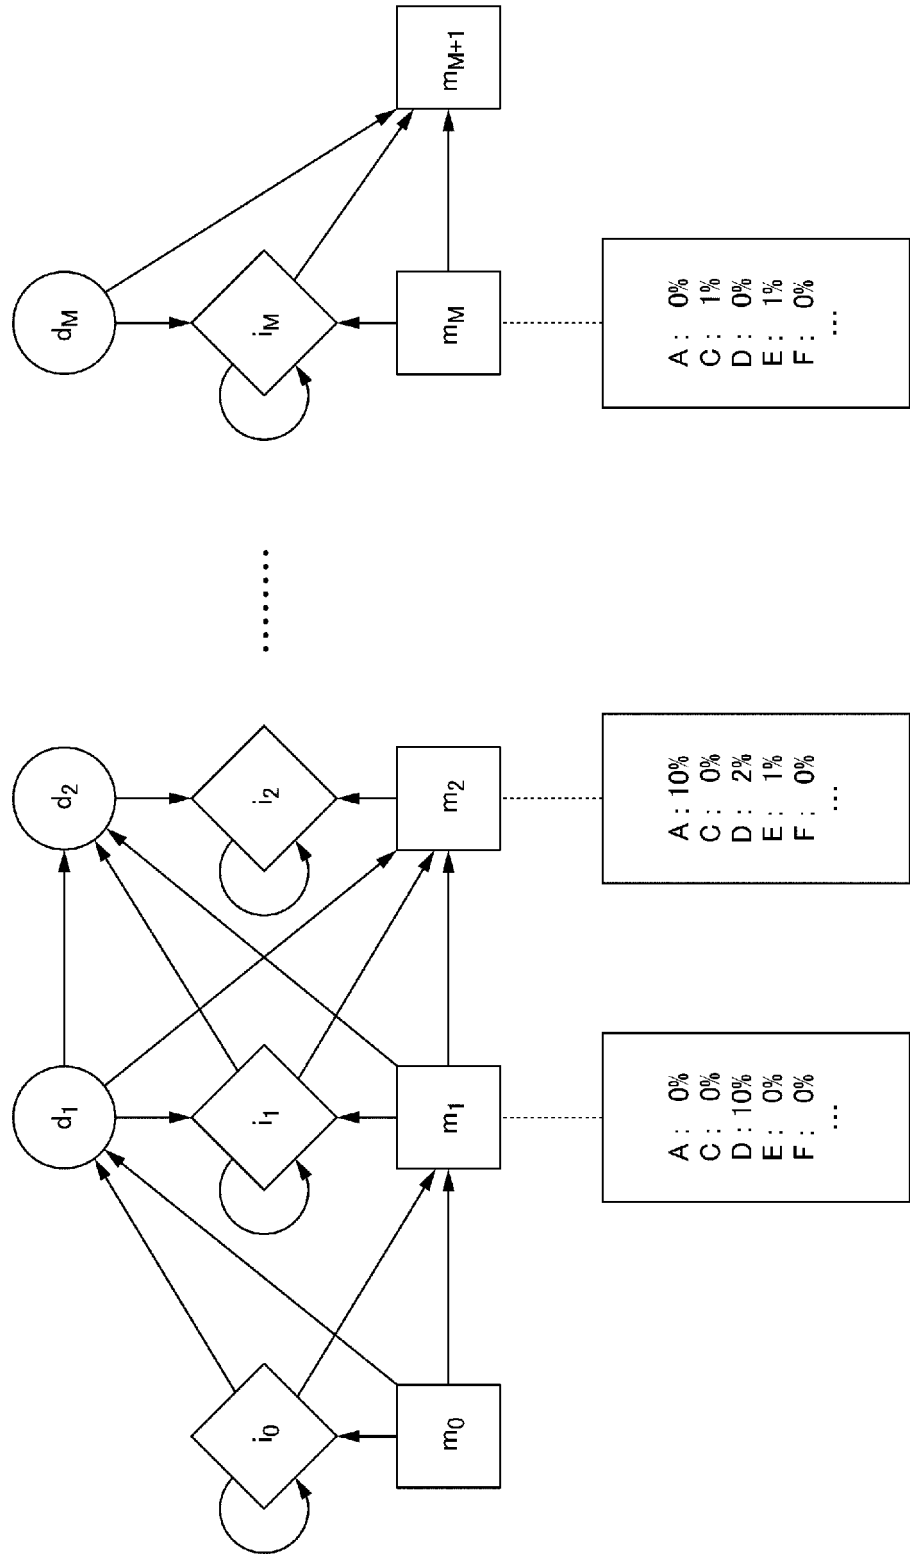 d1
d2
dM
i0
i1
i2
.......
iM
m0
m1
m2
mM
mM+1
A : 0%
C : 0%
D : 10%
E : 0%
F : 0%
...
A : 10%
C : 0%
D : 2%
E : 1%
F : 0%
...
A : 0%
C : 1%
D : 0%
E : 1%
F : 0%
...